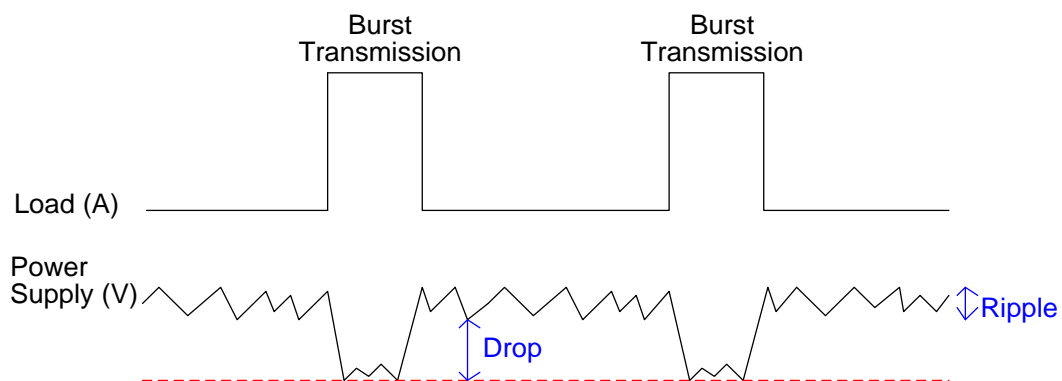 Burst
Transmission
Burst
Transmission
Load (A)
Power
Supply (V)
Ripple
Drop